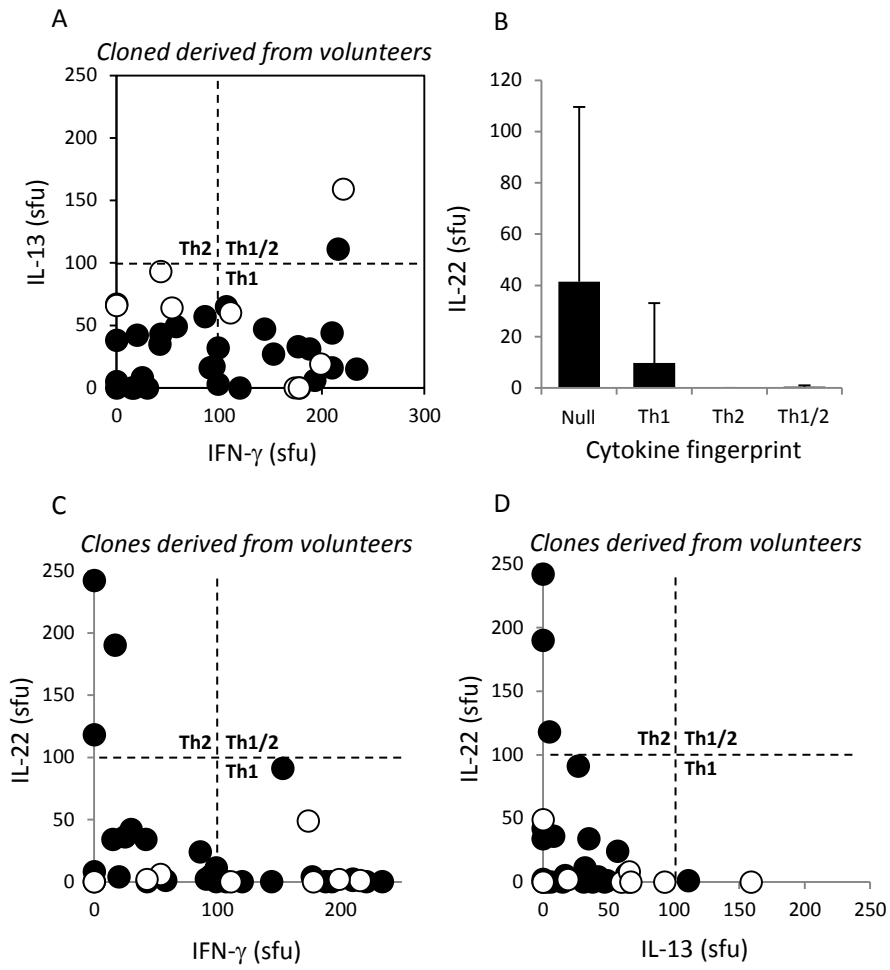 A
Cloned derived from volunteers
250
200
150
100
50
0
IL-13 (sfu)
Th2 Th1/2
Th1
0 100 200 300
IFN-γ (sfu)
B
120
100
80
60
40
20
0
IL-22 (sfu)
Null Th1 Th2 Th1/2
Cytokine fingerprint
C
Clones derived from volunteers
250
200
150
100
50
0
IL-22 (sfu)
Th2 Th1/2
Th1
0 100 200
IFN-γ (sfu)
D
Clones derived from volunteers
250
200
150
100
50
0
IL-22 (sfu)
Th2 Th1/2
Th1
0 50 100 150 200 250
IL-13 (sfu)